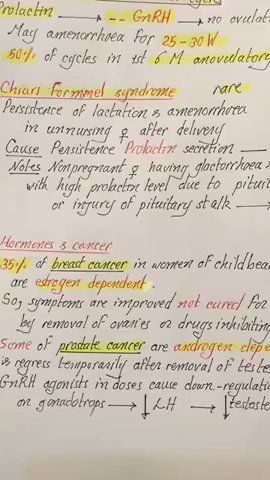 Prolactin → -- GnRH → no ovulat
May amenorrhoea for 25-30 W
50% of cycles in 1st 6 M anovulatory
Chiari Formmel syndrome rare
Persistence of lactation & amenorrhoea
in unnursing ♀ after delivery
Cause Persistence Prolactin secretion →
Notes Nonpregnant ♀ having glactorrhoea &
with high prolactin level due to pituit
or injury of pituitary stalk →
Hormones & cancer
35% of breast cancer in women of childbea
are estrogen dependent.
So, symptoms are improved not cured for
by removal of ovaries or drugs inhibiting
Some of prostate cancer are androgen depe
is regress temporarily after removal of teste
GnRH agonists in doses cause down-regulati
on gonadotrops → ↓ LH → ↓ testoste